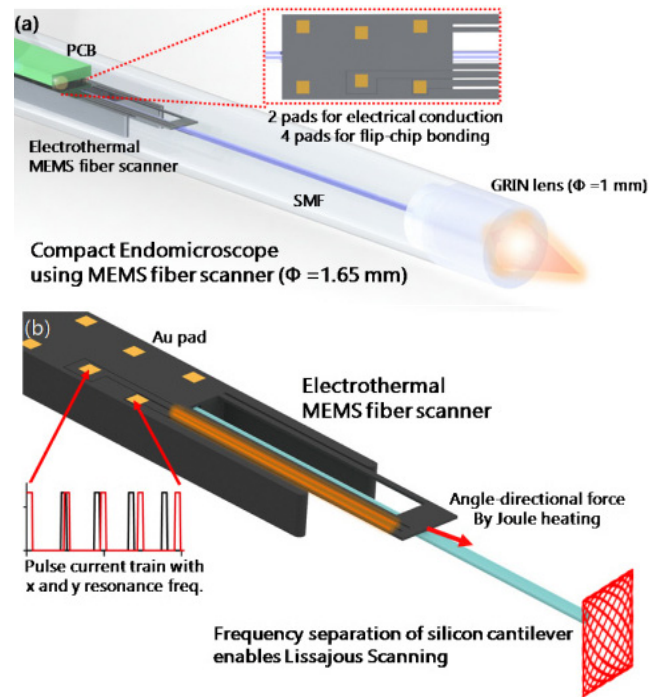 (a)
PCB
2 pads for electrical conduction
4 pads for flip-chip bonding
Electrothermal
MEMS fiber scanner
GRIN lens (Φ =1 mm)
SMF
Compact Endomicroscope
using MEMS fiber scanner (Φ =1.65 mm)
(b)
Au pad
Electrothermal
MEMS fiber scanner
Angle-directional force
By Joule heating
Pulse current train with
x and y resonance freq.
Frequency separation of silicon cantilever
enables Lissajous Scanning